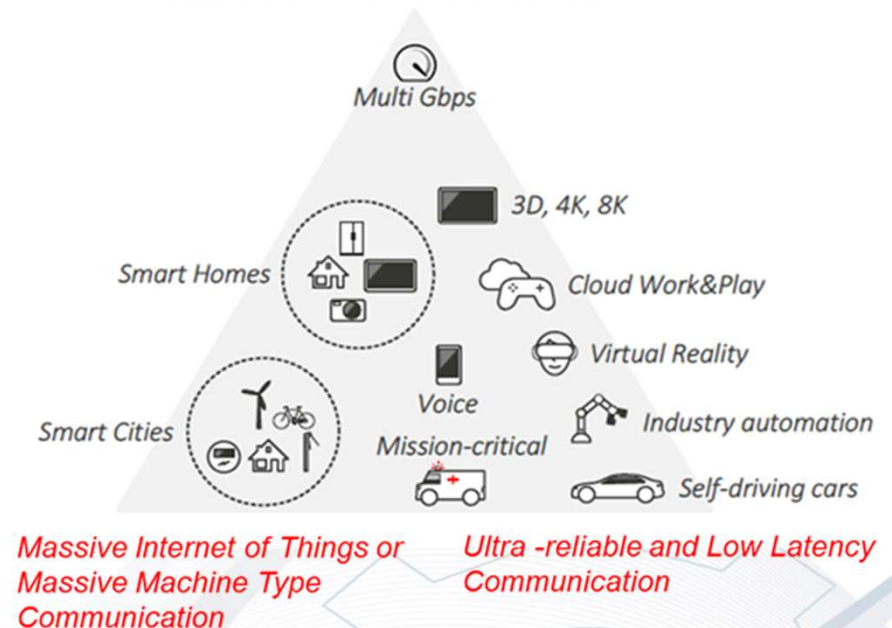 Multi Gbps
3D, 4K, 8K
Smart Homes
Cloud Work&Play
Virtual Reality
Voice
Industry automation
Smart Cities
Mission-critical
Self-driving cars
Massive Internet of Things or
Massive Machine Type
Communication
Ultra -reliable and Low Latency
Communication